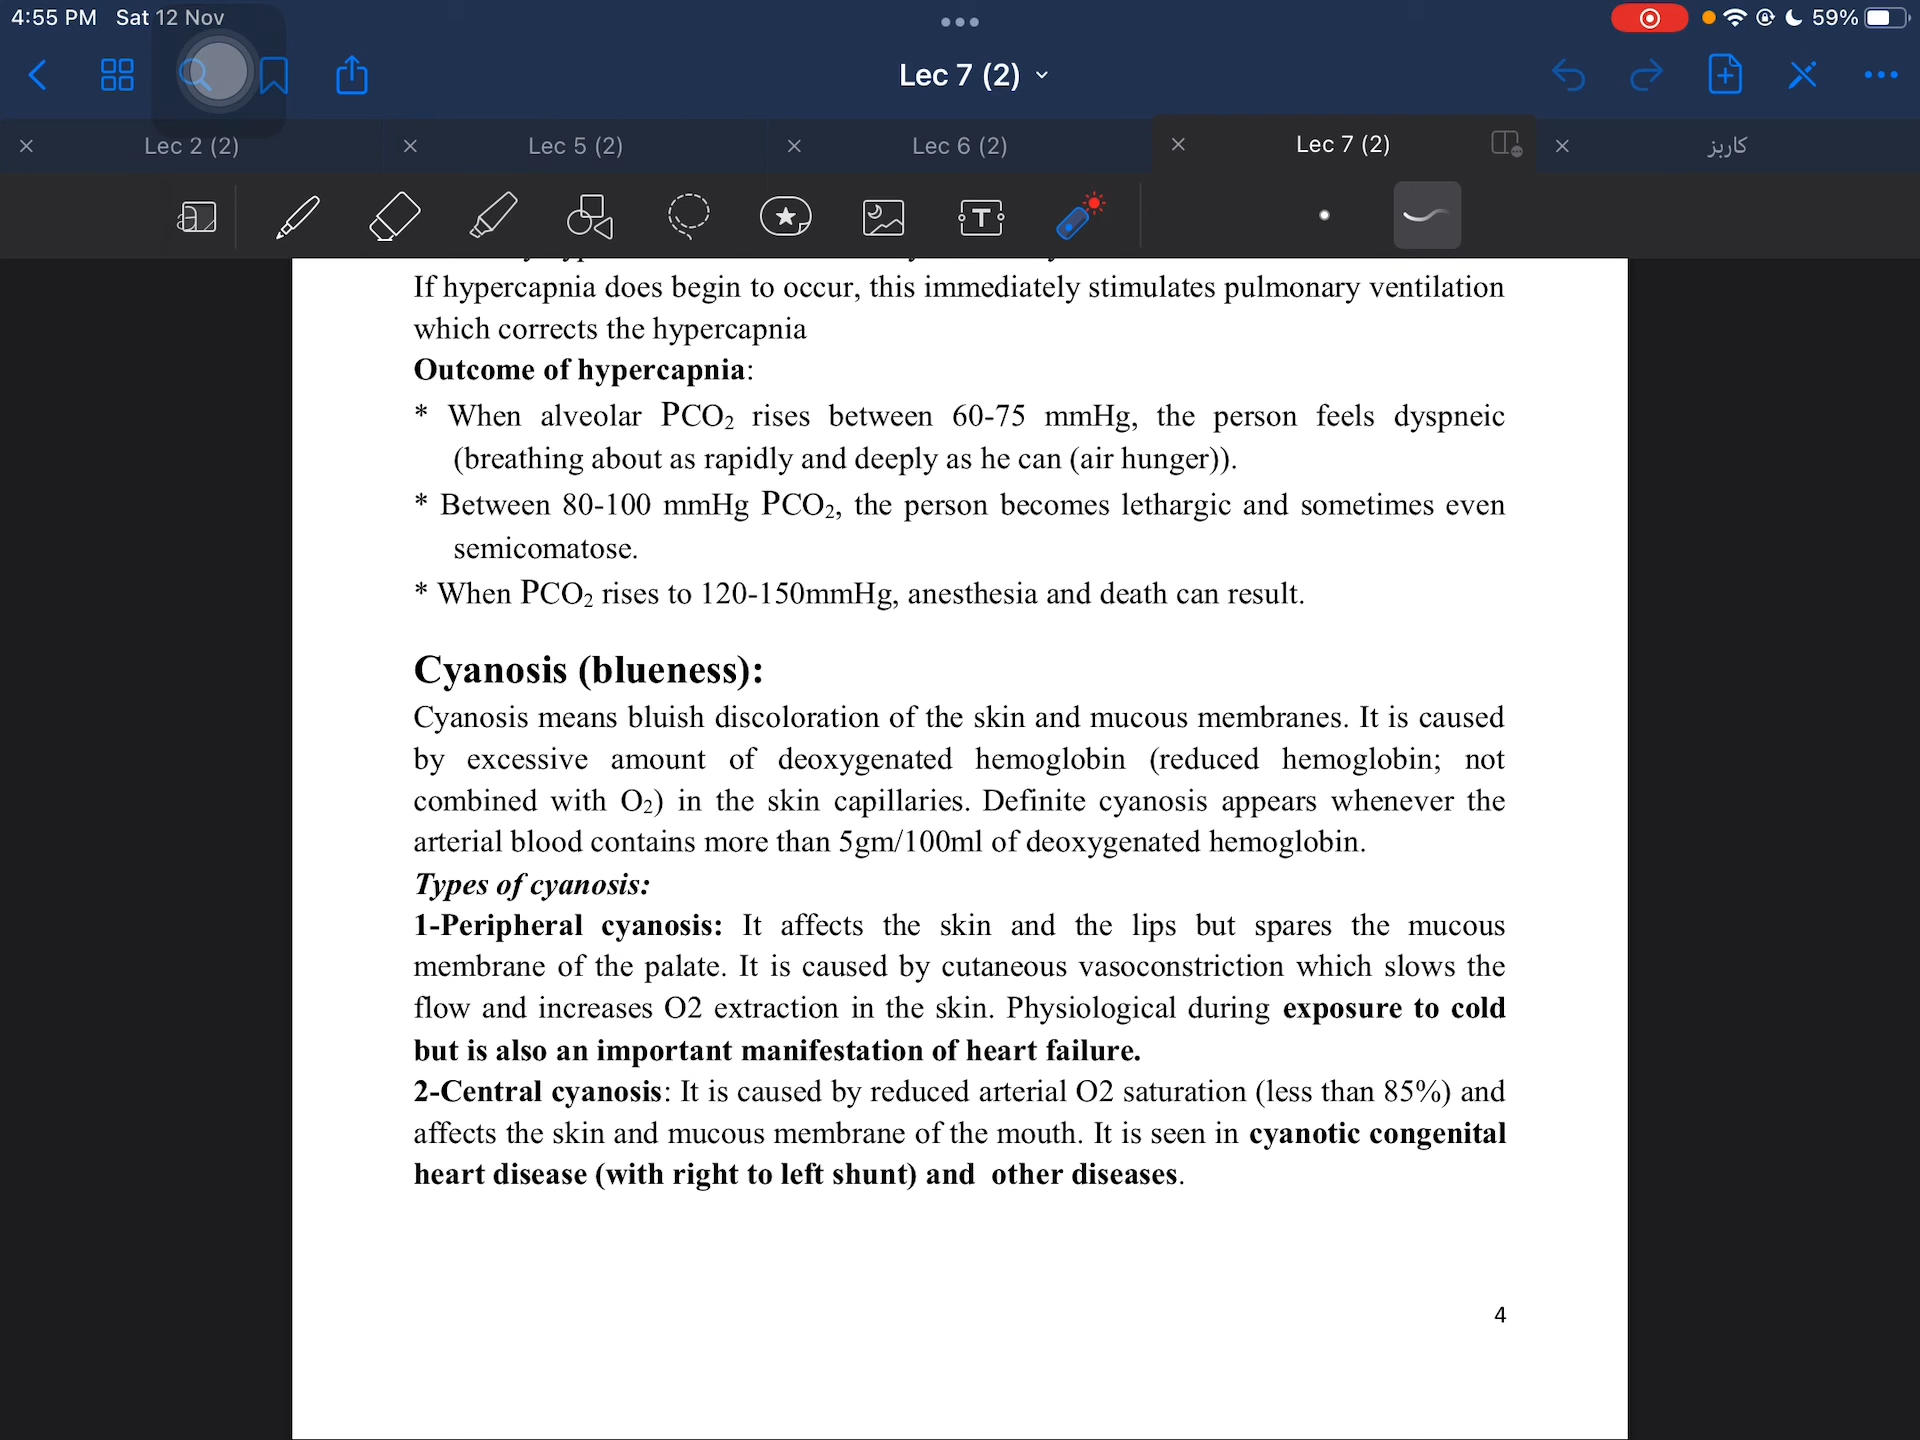 4:55 PM Sat 12 Nov
59%
Lec 7 (2)
Lec 2 (2)
Lec 5 (2)
Lec 6 (2)
Lec 7 (2)
كاربز
If hypercapnia does begin to occur, this immediately stimulates pulmonary ventilation
which corrects the hypercapnia
Outcome of hypercapnia:
* When alveolar PCO₂ rises between 60-75 mmHg, the person feels dyspneic
(breathing about as rapidly and deeply as he can (air hunger)).
* Between 80-100 mmHg PCO₂, the person becomes lethargic and sometimes even
semicomatose.
* When PCO₂ rises to 120-150mmHg, anesthesia and death can result.
Cyanosis (blueness):
Cyanosis means bluish discoloration of the skin and mucous membranes. It is caused
by excessive amount of deoxygenated hemoglobin (reduced hemoglobin; not
combined with O₂) in the skin capillaries. Definite cyanosis appears whenever the
arterial blood contains more than 5gm/100ml of deoxygenated hemoglobin.
Types of cyanosis:
1-Peripheral cyanosis: It affects the skin and the lips but spares the mucous
membrane of the palate. It is caused by cutaneous vasoconstriction which slows the
flow and increases O2 extraction in the skin. Physiological during exposure to cold
but is also an important manifestation of heart failure.
2-Central cyanosis: It is caused by reduced arterial O2 saturation (less than 85%) and
affects the skin and mucous membrane of the mouth. It is seen in cyanotic congenital
heart disease (with right to left shunt) and other diseases.
4